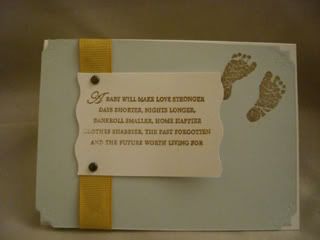 A BABY WILL MAKE LOVE STRONGER
DAYS SHORTER, NIGHTS LONGER,
BANKROLL SMALLER, HOME HAPPIER
CLOTHES SHABBIER, THE PAST FORGOTTEN
AND THE FUTURE WORTH LIVING FOR